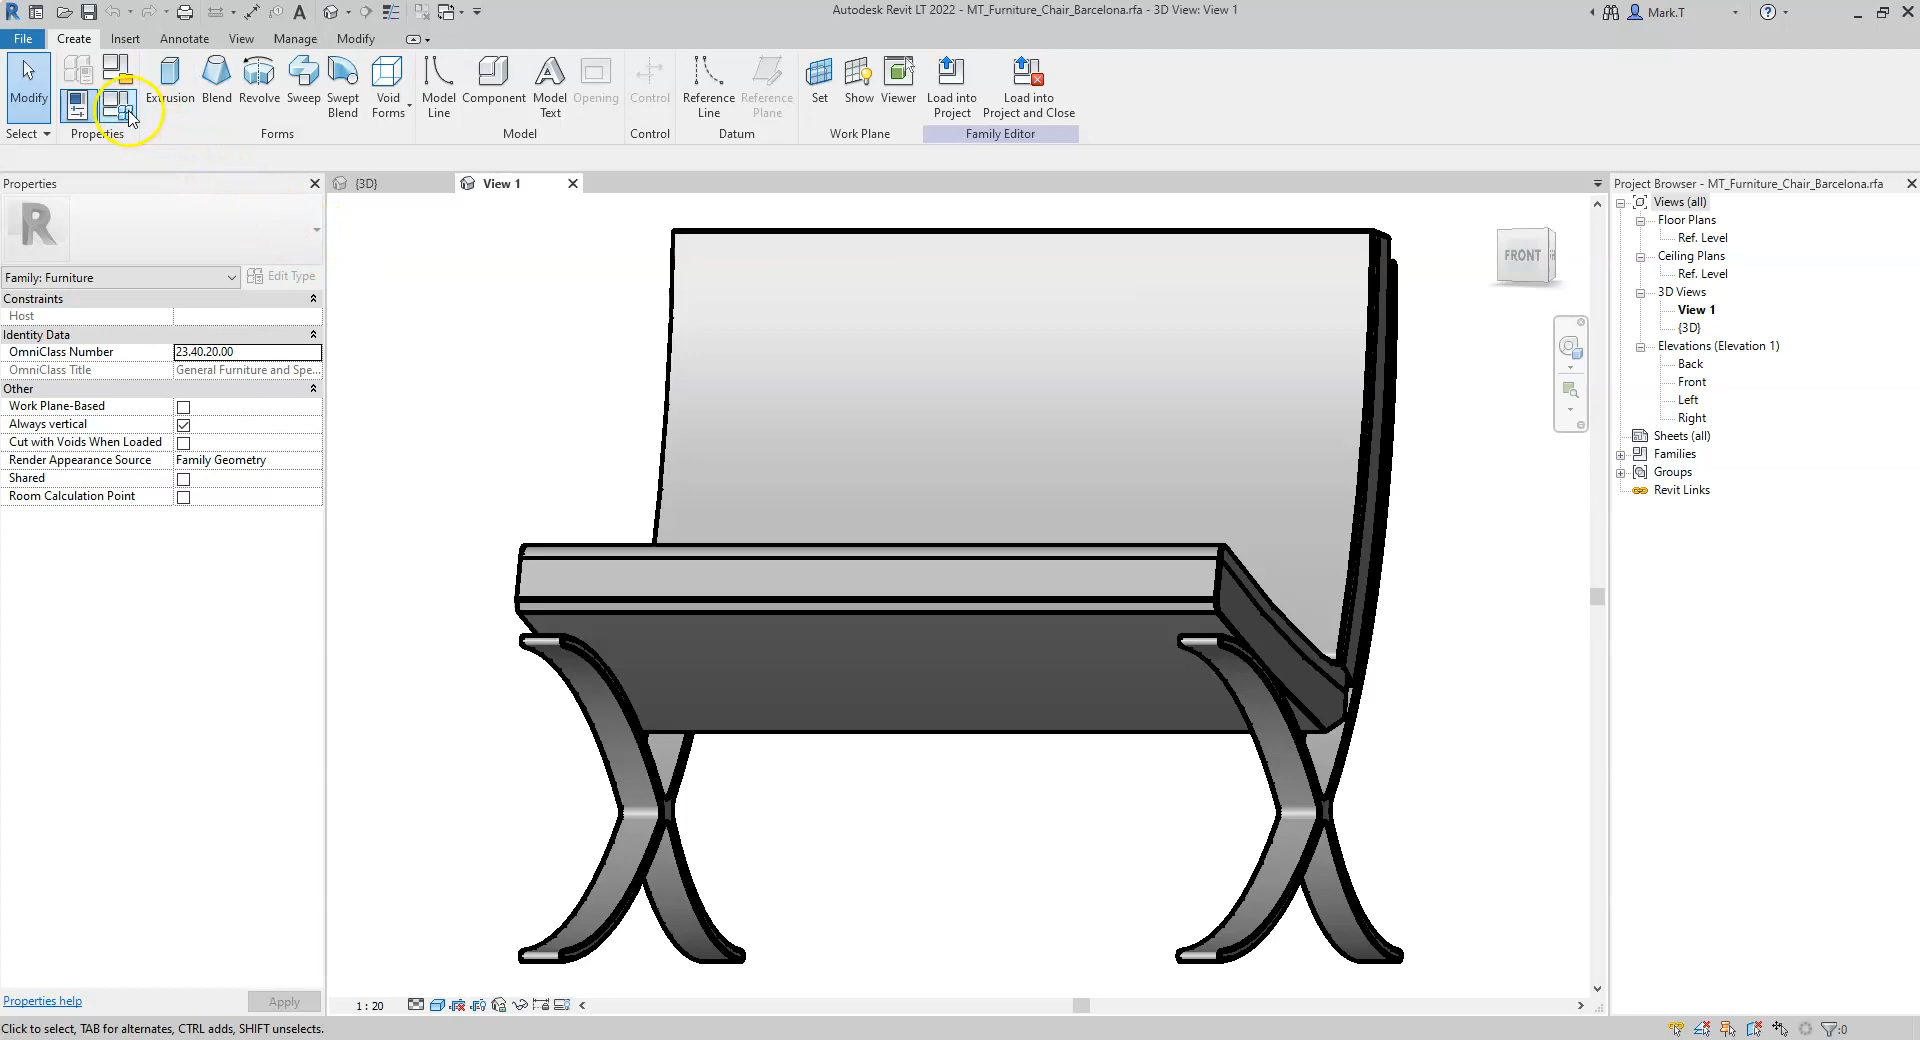 Autodesk Revit LT 2022 - MT_Furniture_Chair_Barcelona.rfa - 3D View: View 1
Mark.T
File Create Insert Annotate View Manage Modify
Modify
Extrusion
Blend
Revolve
Sweep
Swept
Blend
Void
Forms
Model
Line
Component
Model
Text
Opening
Control
Reference
Line
Reference
Plane
Set
Show
Viewer
Load into
Project
Load into
Project and Close
Select
Properties
Forms
Model
Control
Datum
Work Plane
Family Editor
Properties
R
Family: Furniture
Edit Type
Constraints
Host
Identity Data
OmniClass Number 23.40.20.00
OmniClass Title General Furniture and Spe...
Other
Work Plane-Based
Always vertical
Cut with Voids When Loaded
Render Appearance Source Family Geometry
Shared
Room Calculation Point
Properties help
Apply
{3D}
View 1
FRONT
1 : 20
Project Browser - MT_Furniture_Chair_Barcelona.rfa
Views (all)
Floor Plans
Ref. Level
Ceiling Plans
Ref. Level
3D Views
View 1
{3D}
Elevations (Elevation 1)
Back
Front
Left
Right
Sheets (all)
Families
Groups
Revit Links
Click to select, TAB for alternates, CTRL adds, SHIFT unselects.
:0